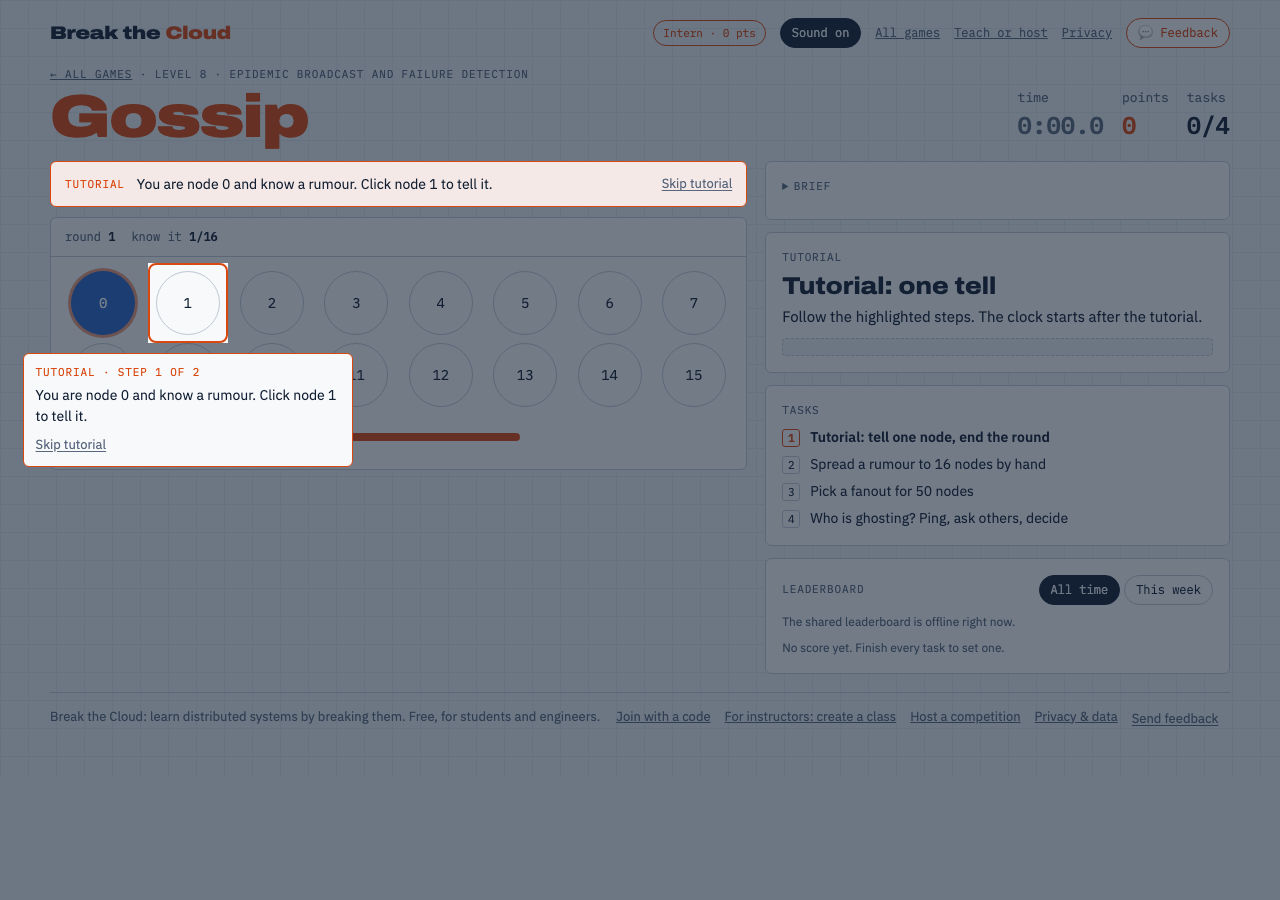 Break the Cloud
Intern · 0 pts
Sound on
All games
Teach or host
Privacy
💬 Feedback
← ALL GAMES · LEVEL 8 · EPIDEMIC BROADCAST AND FAILURE DETECTION
Gossip
time points tasks
0:00.0 0 0/4
TUTORIAL You are node 0 and know a rumour. Click node 1 to tell it. Skip tutorial
round 1 know it 1/16
0 1 2 3 4 5 6 7
11 12 13 14 15
TUTORIAL · STEP 1 OF 2
You are node 0 and know a rumour. Click node 1
to tell it.
Skip tutorial
▶ BRIEF
TUTORIAL
Tutorial: one tell
Follow the highlighted steps. The clock starts after the tutorial.
TASKS
1 Tutorial: tell one node, end the round
2 Spread a rumour to 16 nodes by hand
3 Pick a fanout for 50 nodes
4 Who is ghosting? Ping, ask others, decide
LEADERBOARD
All time
This week
The shared leaderboard is offline right now.
No score yet. Finish every task to set one.
Break the Cloud: learn distributed systems by breaking them. Free, for students and engineers.
Join with a code
For instructors: create a class
Host a competition
Privacy & data
Send feedback